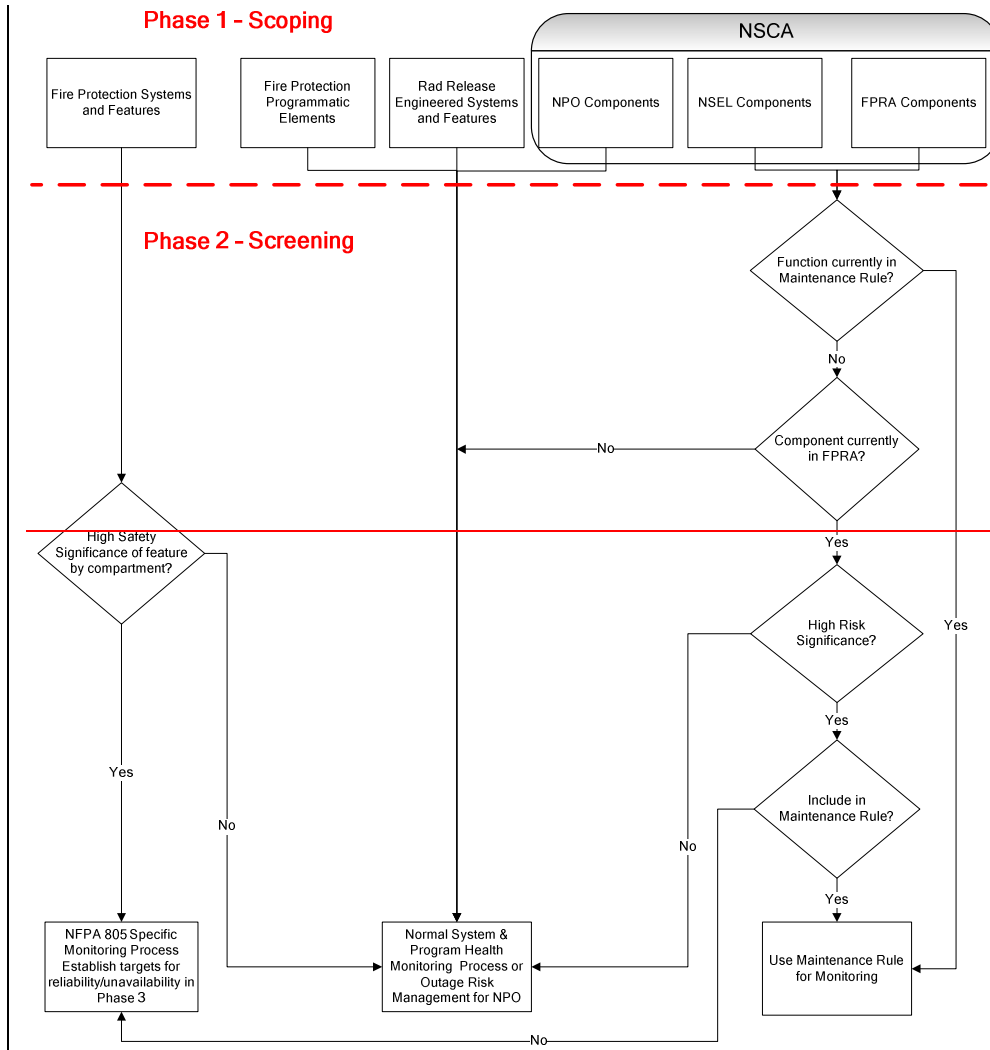 Phase 1 - Scoping
NSCA
Fire Protection Systems
and Features
Fire Protection
Programmatic
Elements
Rad Release
Engineered Systems
and Features
NPO Components
NSEL Components
FPRA Components
Phase 2 - Screening
Function currently in
Maintenance Rule?
No
Component currently
in FPRA?
No
Yes
High Safety
Significance of feature
by compartment?
High Risk
Significance?
Yes
Yes
Yes
Include in
Maintenance Rule?
No
No
Yes
NFPA 805 Specific
Monitoring Process
Establish targets for
reliability/unavailability in
Phase 3
Normal System &
Program Health
Monitoring Process or
Outage Risk
Management for NPO
Use Maintenance Rule
for Monitoring
No